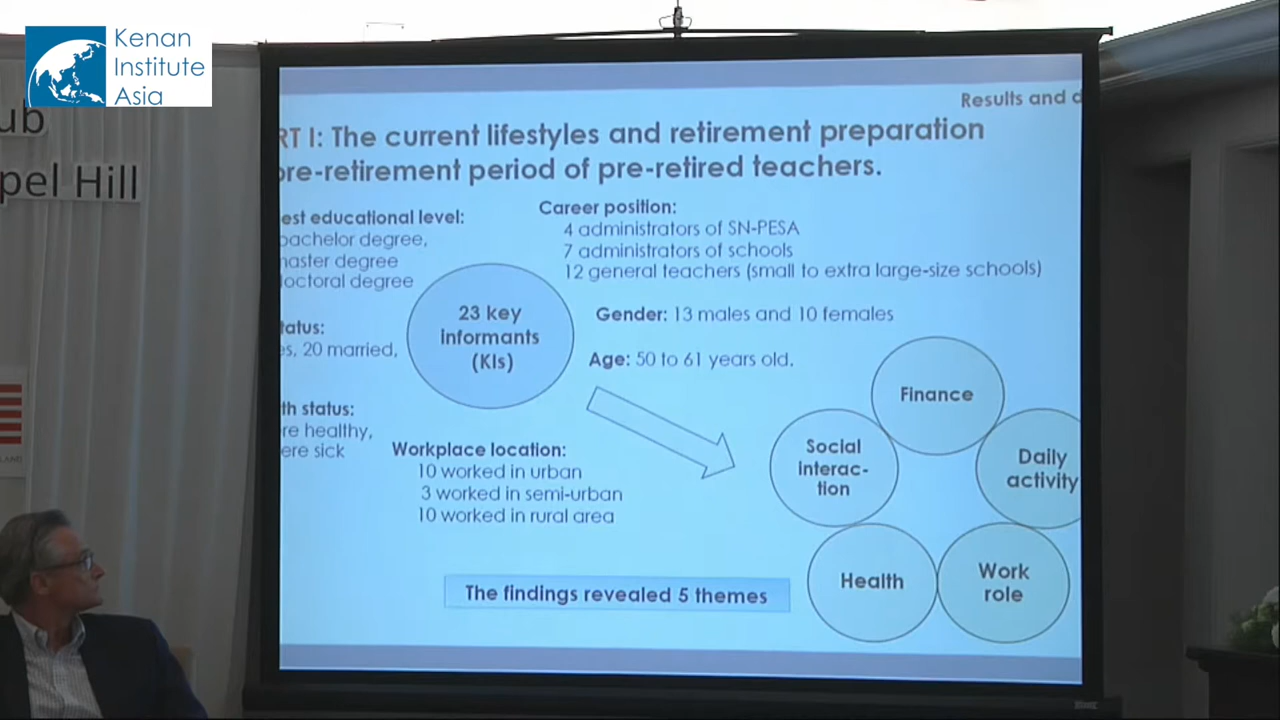 Kenan
Institute
Asia
ub
pel Hill
LAND
Results and d
RT I: The current lifestyles and retirement preparation
pre-retirement period of pre-retired teachers.
est educational level:
bachelor degree,
naster degree
doctoral degree
tatus:
es, 20 married,
th status:
re healthy,
ere sick
23 key
informants
(KIs)
Career position:
4 administrators of SN-PESA
7 administrators of schools
12 general teachers (small to extra large-size schools)
Gender: 13 males and 10 females
Age: 50 to 61 years old.
Workplace location:
10 worked in urban
3 worked in semi-urban
10 worked in rural area
Finance
Social
interac-
tion
Daily
activity
Health
Work
role
The findings revealed 5 themes